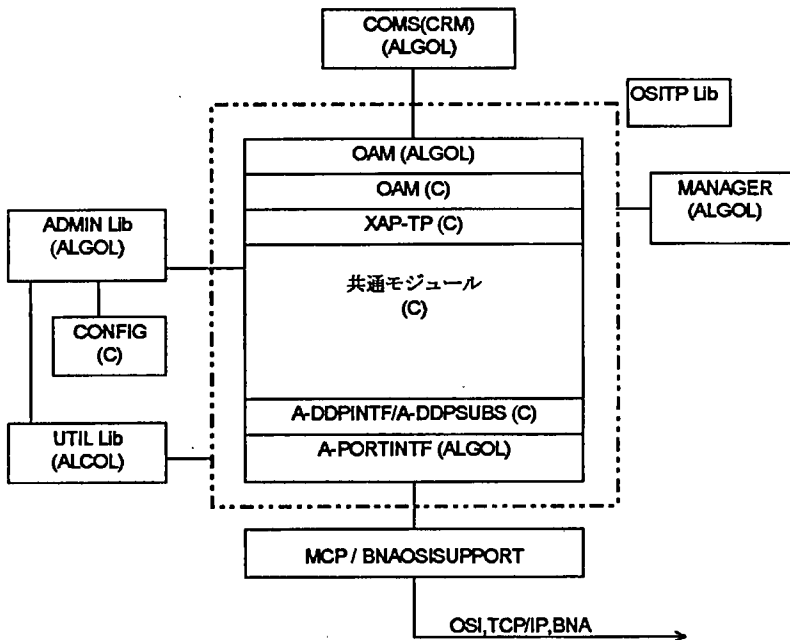 COMS(CRM)
(ALGOL)
OSITP Lib
OAM (ALGOL)
OAM (C)
XAP-TP (C)
MANAGER
(ALGOL)
ADMIN Lib
(ALGOL)
共通モジュール
(C)
CONFIG
(C)
A-DDPINTF/A-DDPSUBS (C)
UTIL Lib
(ALCOL)
A-PORTINTF (ALGOL)
MCP / BNAOSISUPPORT
OSI,TCP/IP,BNA